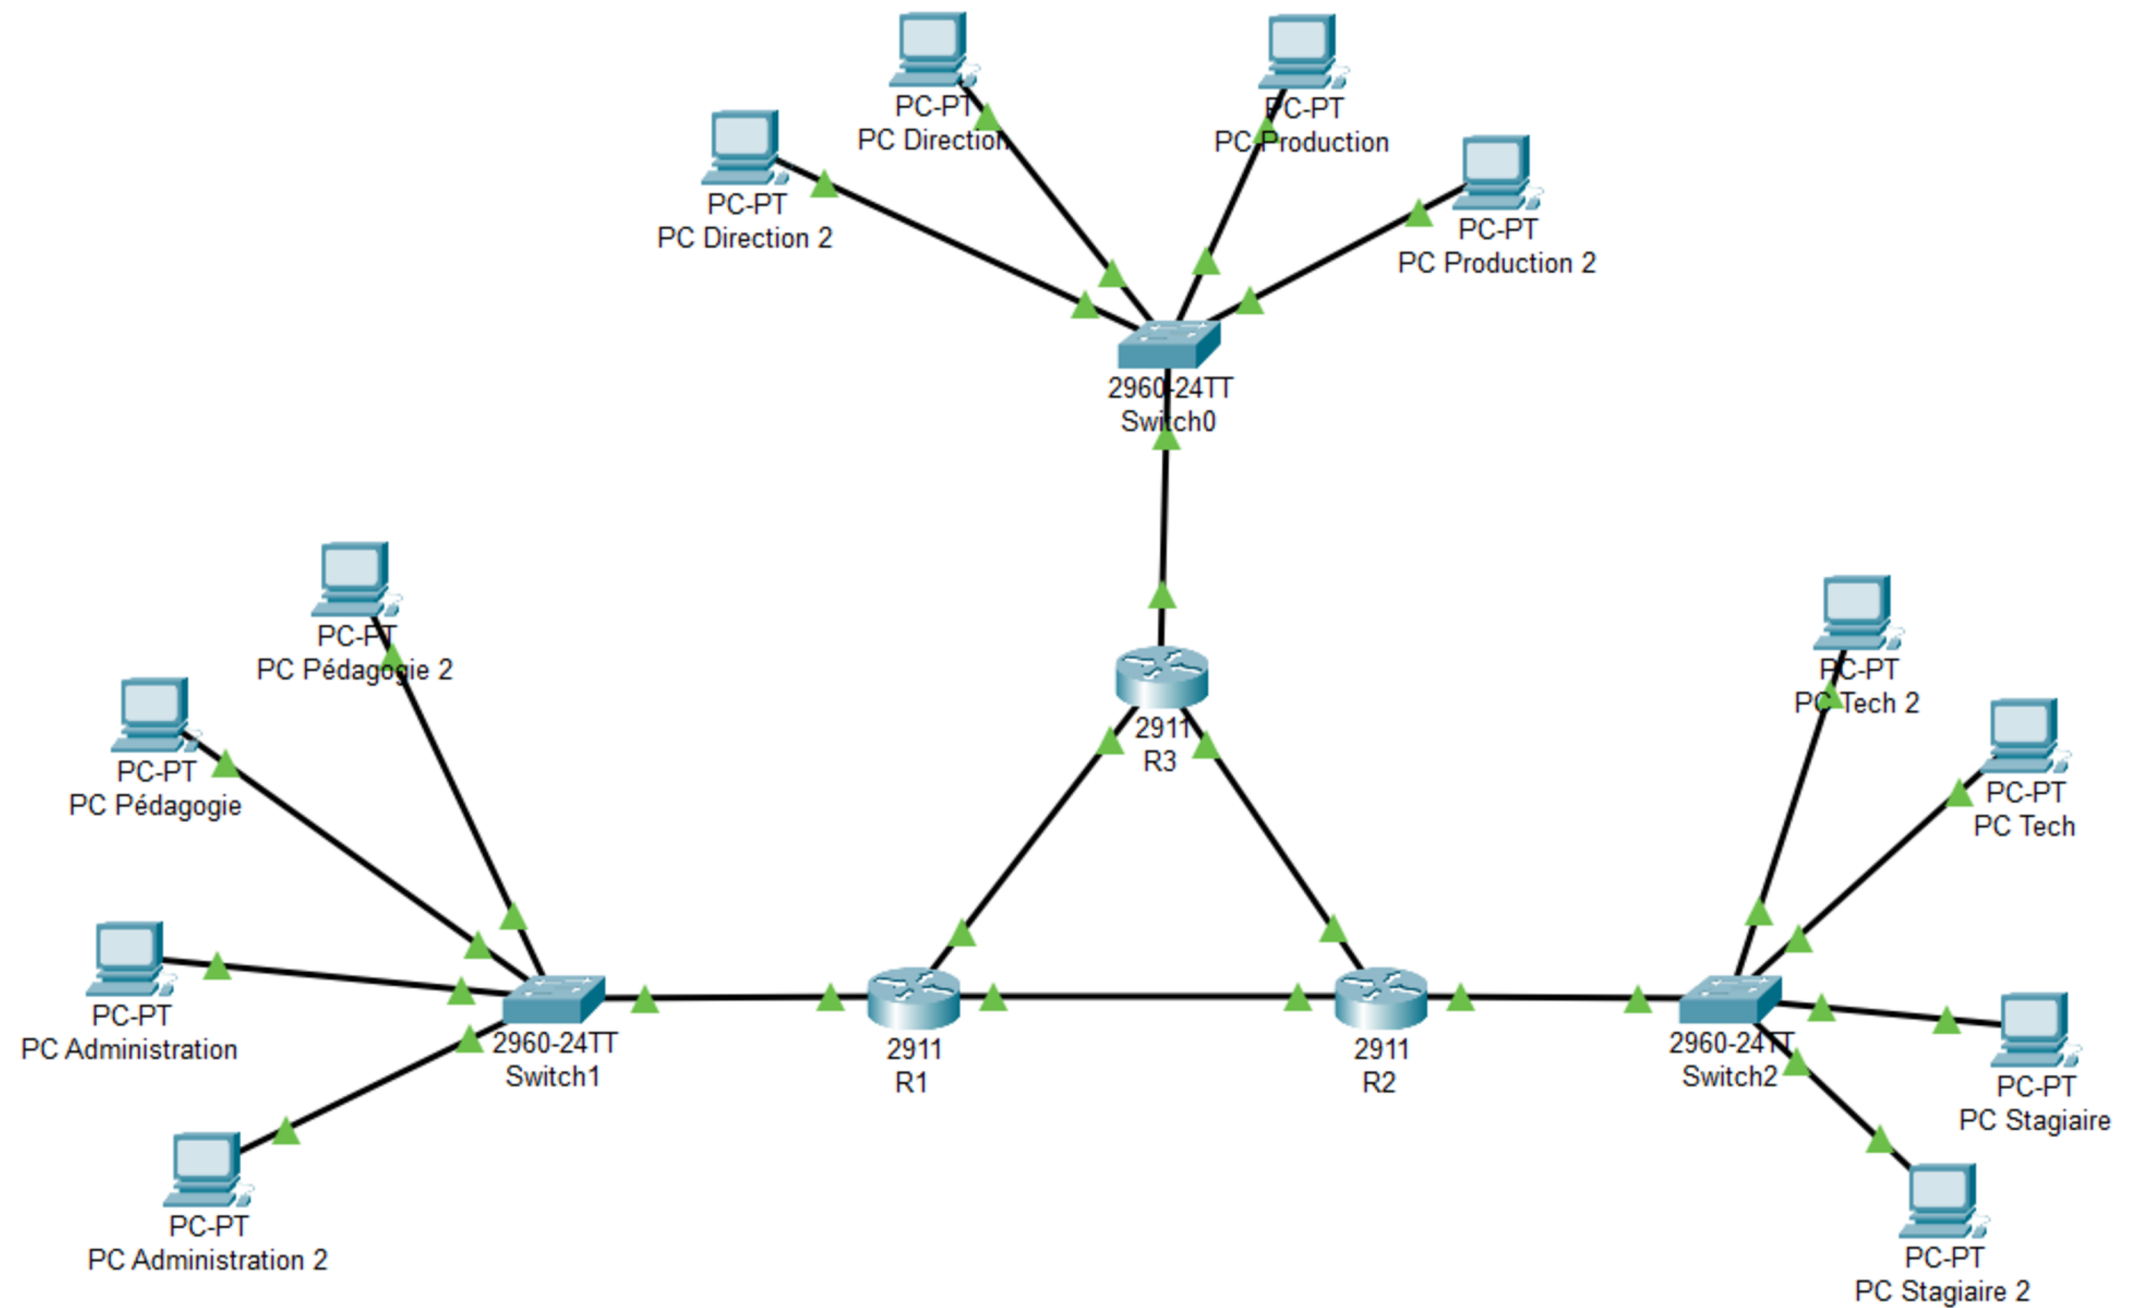 PC-PT
PC Direction
PC-PT
PC Production
PC-PT
PC Direction 2
PC-PT
PC Production 2
2960-24TT
Switch0
PC-PT
PC Pédagogie 2
PC-PT
PC Pédagogie
PC-PT
PC Administration
PC-PT
PC Administration 2
2960-24TT
Switch1
2911
R3
2911
R1
2911
R2
2960-24TT
Switch2
PC-PT
PC Tech 2
PC-PT
PC Tech
PC-PT
PC Stagiaire
PC-PT
PC Stagiaire 2